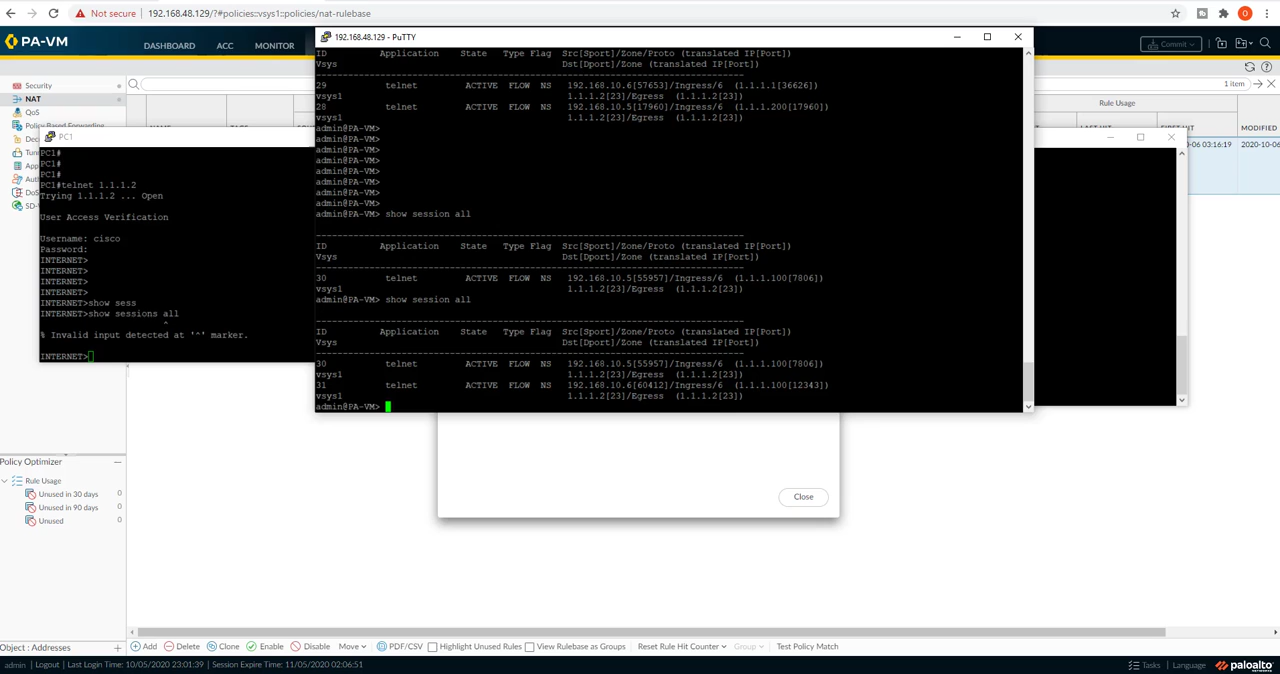 Not secure
192.168.48.129/?#policies::vsys1::policies/nat-rulebase
O
PA-VM
DASHBOARD
ACC
MONITOR
Commit
1 item
Security
NAT
QoS
Policy Based Forwarding
Rule Usage
FIRST HIT
MODIFIED
-06 03:16:19
2020-10-06
192.168.48.129 - PuTTY
ID Application State Type Flag Src[Sport]/Zone/Proto (translated IP[Port])
Vsys Dst[Dport]/Zone (translated IP[Port])
--------------------------------------------------------------------------------
29 telnet ACTIVE FLOW NS 192.168.10.6[57653]/Ingress/6 (1.1.1.1[36626])
vsys1 1.1.1.2[23]/Egress (1.1.1.2[23])
28 telnet ACTIVE FLOW NS 192.168.10.5[17960]/Ingress/6 (1.1.1.200[17960])
vsys1 1.1.1.2[23]/Egress (1.1.1.2[23])
admin@PA-VM>
admin@PA-VM>
admin@PA-VM>
admin@PA-VM>
admin@PA-VM>
admin@PA-VM>
admin@PA-VM>
admin@PA-VM>
admin@PA-VM> show session all
--------------------------------------------------------------------------------
ID Application State Type Flag Src[Sport]/Zone/Proto (translated IP[Port])
Vsys Dst[Dport]/Zone (translated IP[Port])
--------------------------------------------------------------------------------
30 telnet ACTIVE FLOW NS 192.168.10.5[55957]/Ingress/6 (1.1.1.100[7806])
vsys1 1.1.1.2[23]/Egress (1.1.1.2[23])
admin@PA-VM> show session all
--------------------------------------------------------------------------------
ID Application State Type Flag Src[Sport]/Zone/Proto (translated IP[Port])
Vsys Dst[Dport]/Zone (translated IP[Port])
--------------------------------------------------------------------------------
30 telnet ACTIVE FLOW NS 192.168.10.5[55957]/Ingress/6 (1.1.1.100[7806])
vsys1 1.1.1.2[23]/Egress (1.1.1.2[23])
31 telnet ACTIVE FLOW NS 192.168.10.6[60412]/Ingress/6 (1.1.1.100[12343])
vsys1 1.1.1.2[23]/Egress (1.1.1.2[23])
admin@PA-VM>
PC1
PC1#
PC1#
PC1#
PC1#telnet 1.1.1.2
Trying 1.1.1.2 ... Open
User Access Verification
Username: cisco
Password:
INTERNET>
INTERNET>
INTERNET>
INTERNET>
INTERNET>show sess
INTERNET>show sessions all
^
% Invalid input detected at '^' marker.
INTERNET>
Close
Policy Optimizer
Rule Usage
Unused in 30 days 0
Unused in 90 days 0
Unused 0
Object : Addresses
Add Delete Clone Enable Disable Move PDF/CSV Highlight Unused Rules View Rulebase as Groups Reset Rule Hit Counter Group Test Policy Match
admin | Logout | Last Login Time: 10/05/2020 23:01:39 | Session Expire Time: 11/05/2020 02:06:51
Tasks | Language
paloalto
NETWORKS